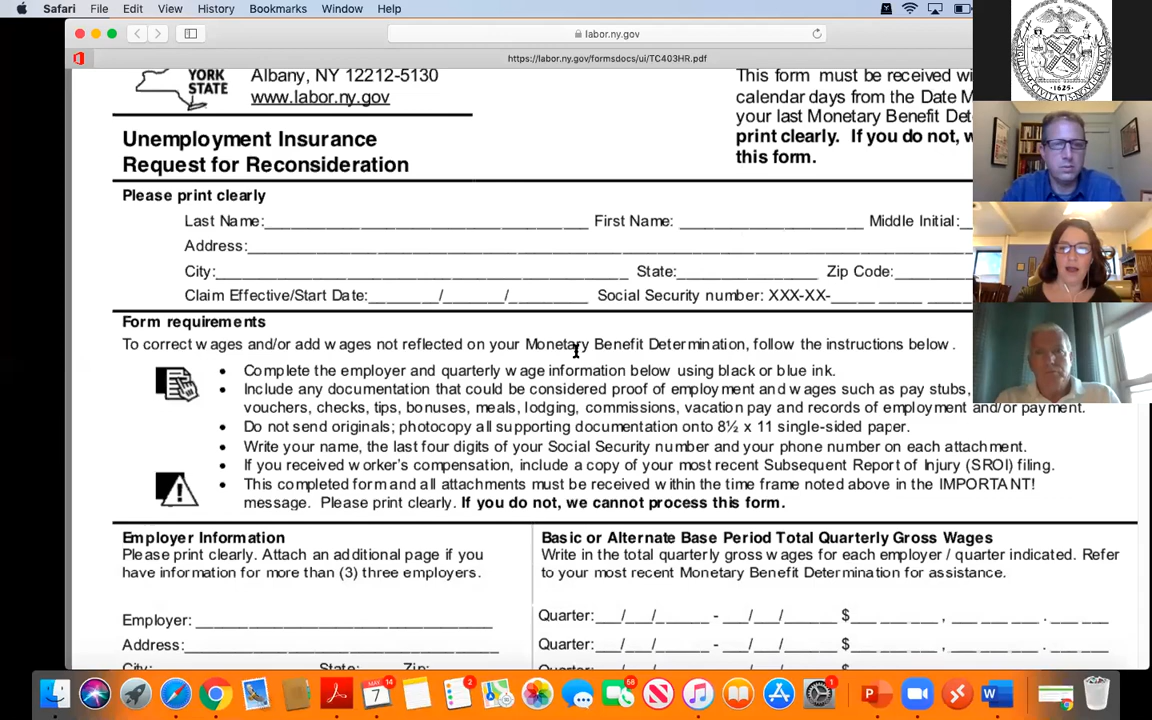 Safari File Edit View History Bookmarks Window Help
labor.ny.gov
https://labor.ny.gov/formsdocs/ui/TC403HR.pdf
YORK
STATE
Albany, NY 12212-5130
www.labor.ny.gov
This form must be received wi
calendar days from the Date M
your last Monetary Benefit De
print clearly. If you do not, w
this form.
Unemployment Insurance
Request for Reconsideration
Please print clearly
Last Name: First Name: Middle Initial:
Address:
City: State: Zip Code:
Claim Effective/Start Date: / / Social Security number: XXX-XX-
Form requirements
To correct wages and/or add wages not reflected on your Monetary Benefit Determination, follow the instructions below.
• Complete the employer and quarterly wage information below using black or blue ink.
• Include any documentation that could be considered proof of employment and wages such as pay stubs,
vouchers, checks, tips, bonuses, meals, lodging, commissions, vacation pay and records of employment and/or payment.
• Do not send originals; photocopy all supporting documentation onto 8½ x 11 single-sided paper.
• Write your name, the last four digits of your Social Security number and your phone number on each attachment.
• If you received worker's compensation, include a copy of your most recent Subsequent Report of Injury (SROI) filing.
• This completed form and all attachments must be received within the time frame noted above in the IMPORTANT!
message. Please print clearly. If you do not, we cannot process this form.
Employer Information
Please print clearly. Attach an additional page if you
have information for more than (3) three employers.
Employer:
Address:
City: State: Zip:
Basic or Alternate Base Period Total Quarterly Gross Wages
Write in the total quarterly gross wages for each employer / quarter indicated. Refer
to your most recent Monetary Benefit Determination for assistance.
Quarter: / / - / / $ , .
Quarter: / / - / / $ , .
1625
MAY
7
14
2
58
1